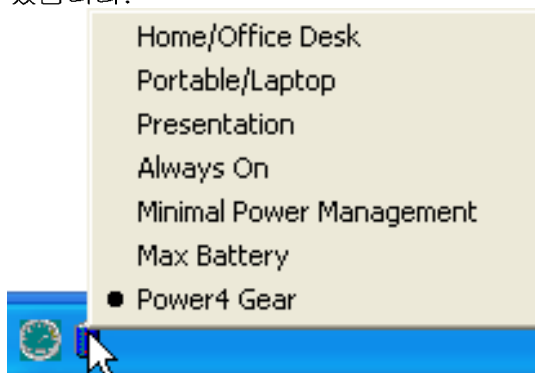 Home/Office Desk
Portable/Laptop
Presentation
Always On
Minimal Power Management
Max Battery
Power4 Gear